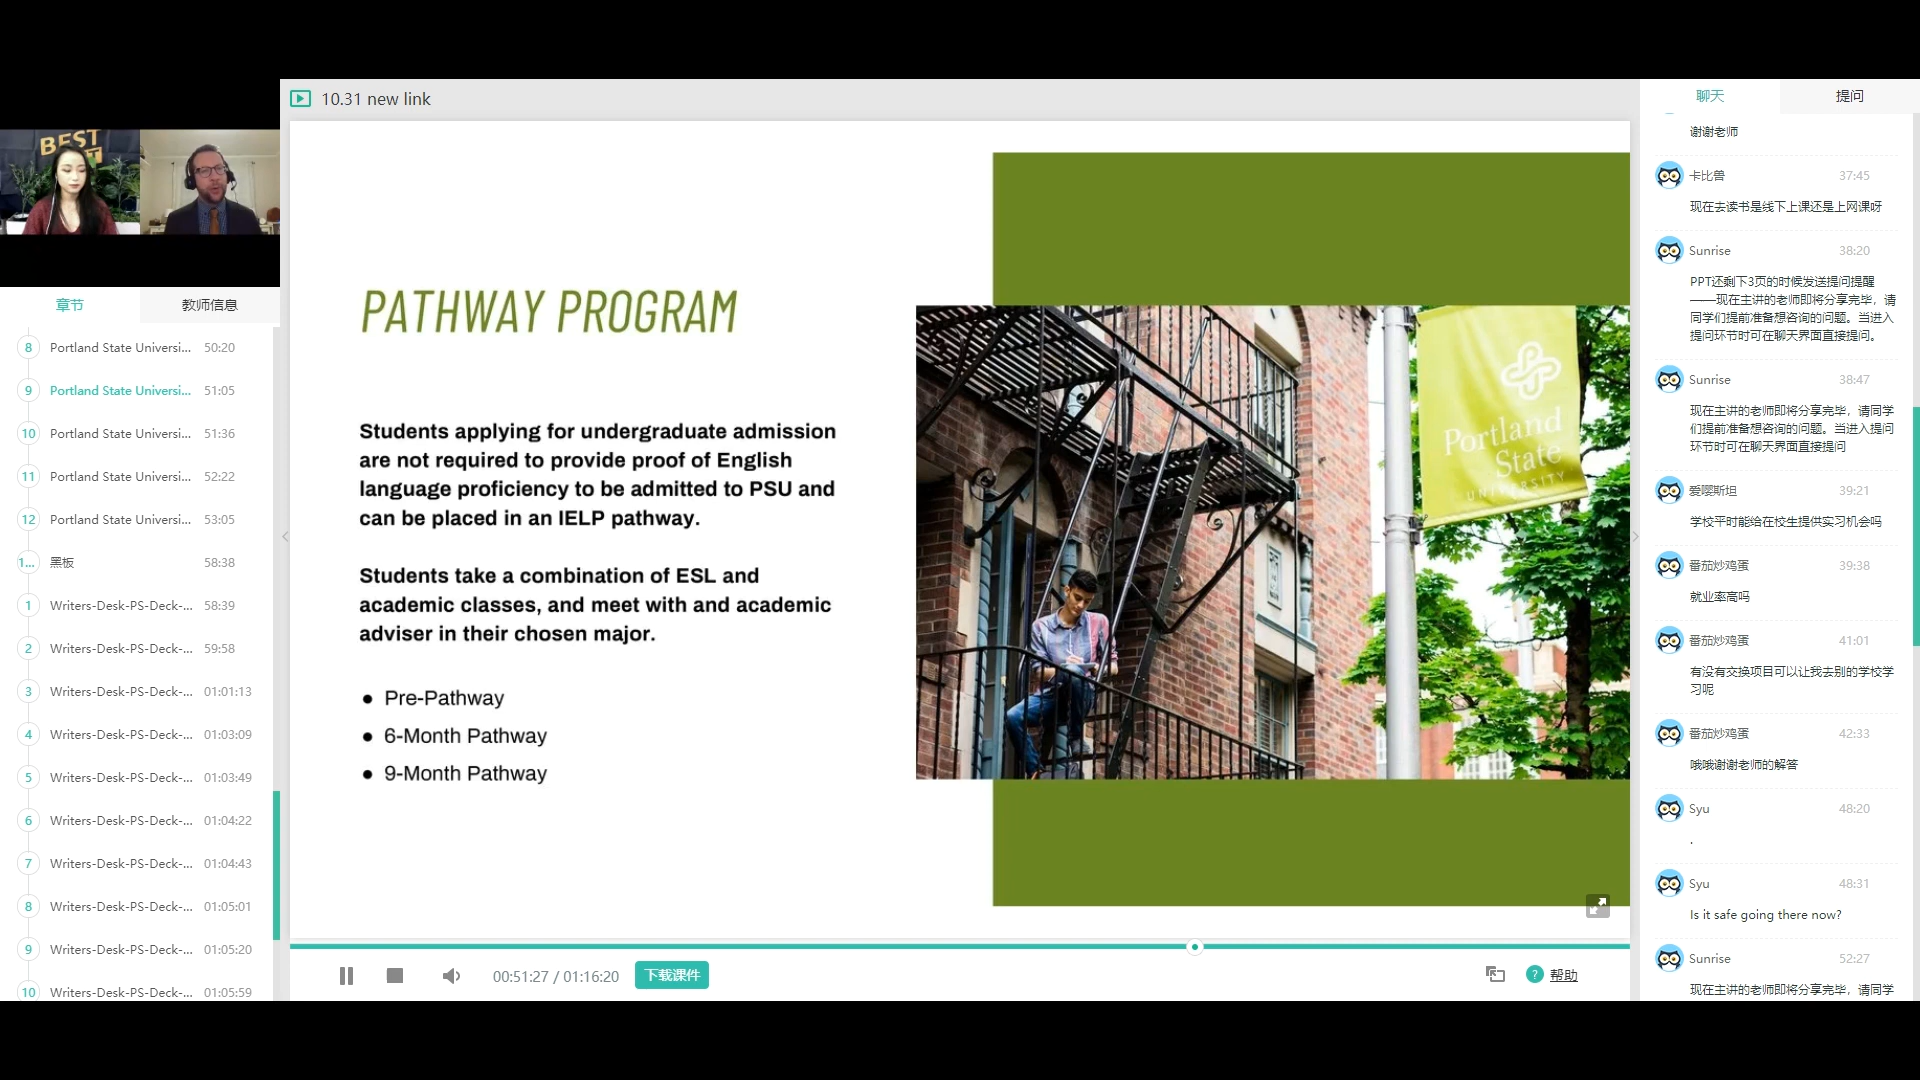 10.31 new link
BEST
章节
教师信息
8 Portland State Universi... 50:20
9 Portland State Universi... 51:05
10 Portland State Universi... 51:36
11 Portland State Universi... 52:22
12 Portland State Universi... 53:05
1... 黑板 58:38
1 Writers-Desk-PS-Deck-... 58:39
2 Writers-Desk-PS-Deck-... 59:58
3 Writers-Desk-PS-Deck-... 01:01:13
4 Writers-Desk-PS-Deck-... 01:03:09
5 Writers-Desk-PS-Deck-... 01:03:49
6 Writers-Desk-PS-Deck-... 01:04:22
7 Writers-Desk-PS-Deck-... 01:04:43
8 Writers-Desk-PS-Deck-... 01:05:01
9 Writers-Desk-PS-Deck-... 01:05:20
10 Writers-Desk-PS-Deck-... 01:05:59
PATHWAY PROGRAM
Students applying for undergraduate admission
are not required to provide proof of English
language proficiency to be admitted to PSU and
can be placed in an IELP pathway.
Students take a combination of ESL and
academic classes, and meet with and academic
adviser in their chosen major.
● Pre-Pathway
● 6-Month Pathway
● 9-Month Pathway
Portland
State
UNIVERSITY
00:51:27 / 01:16:20
下载课件
? 帮助
聊天
提问
谢谢老师
卡比兽 37:45
现在去读书是线下上课还是上网课呀
Sunrise 38:20
PPT还剩下3页的时候发送提问提醒
——现在主讲的老师即将分享完毕，请
同学们提前准备想咨询的问题。当进入
提问环节时可在聊天界面直接提问。
Sunrise 38:47
现在主讲的老师即将分享完毕，请同学
们提前准备想咨询的问题。当进入提问
环节时可在聊天界面直接提问
爱嘤斯坦 39:21
学校平时能给在校生提供实习机会吗
番茄炒鸡蛋 39:38
就业率高吗
番茄炒鸡蛋 41:01
有没有交换项目可以让我去别的学校学
习呢
番茄炒鸡蛋 42:33
哦哦谢谢老师的解答
Syu 48:20
.
Syu 48:31
Is it safe going there now?
Sunrise 52:27
现在主讲的老师即将分享完毕，请同学